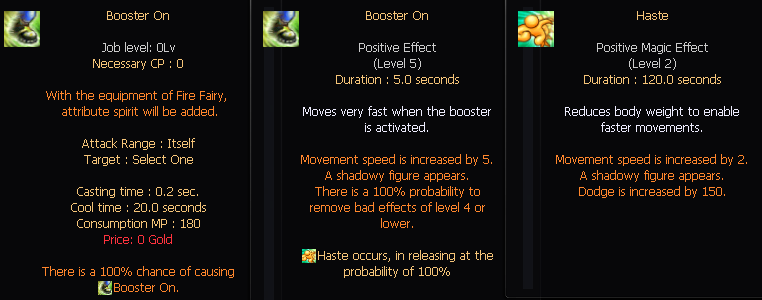 Booster On
Job level: 0Lv
Necessary CP : 0
With the equipment of Fire Fairy,
attribute spirit will be added.
Attack Range : Itself
Target : Select One
Casting time : 0.2 sec.
Cool time : 20.0 seconds
Consumption MP : 180
Price: 0 Gold
There is a 100% chance of causing
Booster On.
Booster On
Positive Effect
(Level 5)
Duration : 5.0 seconds
Moves very fast when the booster
is activated.
Movement speed is increased by 5.
A shadowy figure appears.
There is a 100% probability to
remove bad effects of level 4 or
lower.
Haste occurs, in releasing at the
probability of 100%
Haste
Positive Magic Effect
(Level 2)
Duration : 120.0 seconds
Reduces body weight to enable
faster movements.
Movement speed is increased by 2.
A shadowy figure appears.
Dodge is increased by 150.